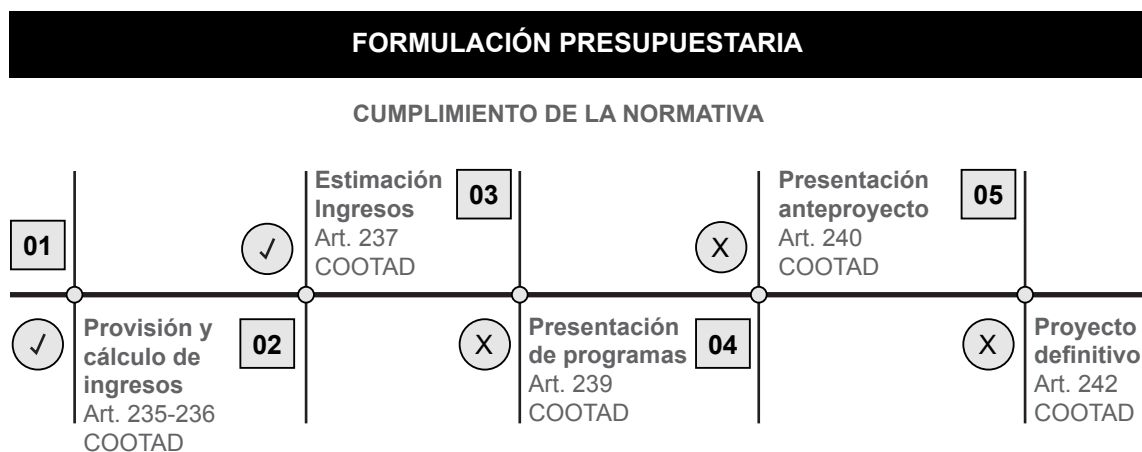 FORMULACIÓN PRESUPUESTARIA
CUMPLIMIENTO DE LA NORMATIVA
01
✓
Provisión y
cálculo de
ingresos
Art. 235-236
COOTAD
02
✓
Estimación
Ingresos
Art. 237
COOTAD
03
X
Presentación
de programas
Art. 239
COOTAD
04
X
Presentación
anteproyecto
Art. 240
COOTAD
05
X
Proyecto
definitivo
Art. 242
COOTAD